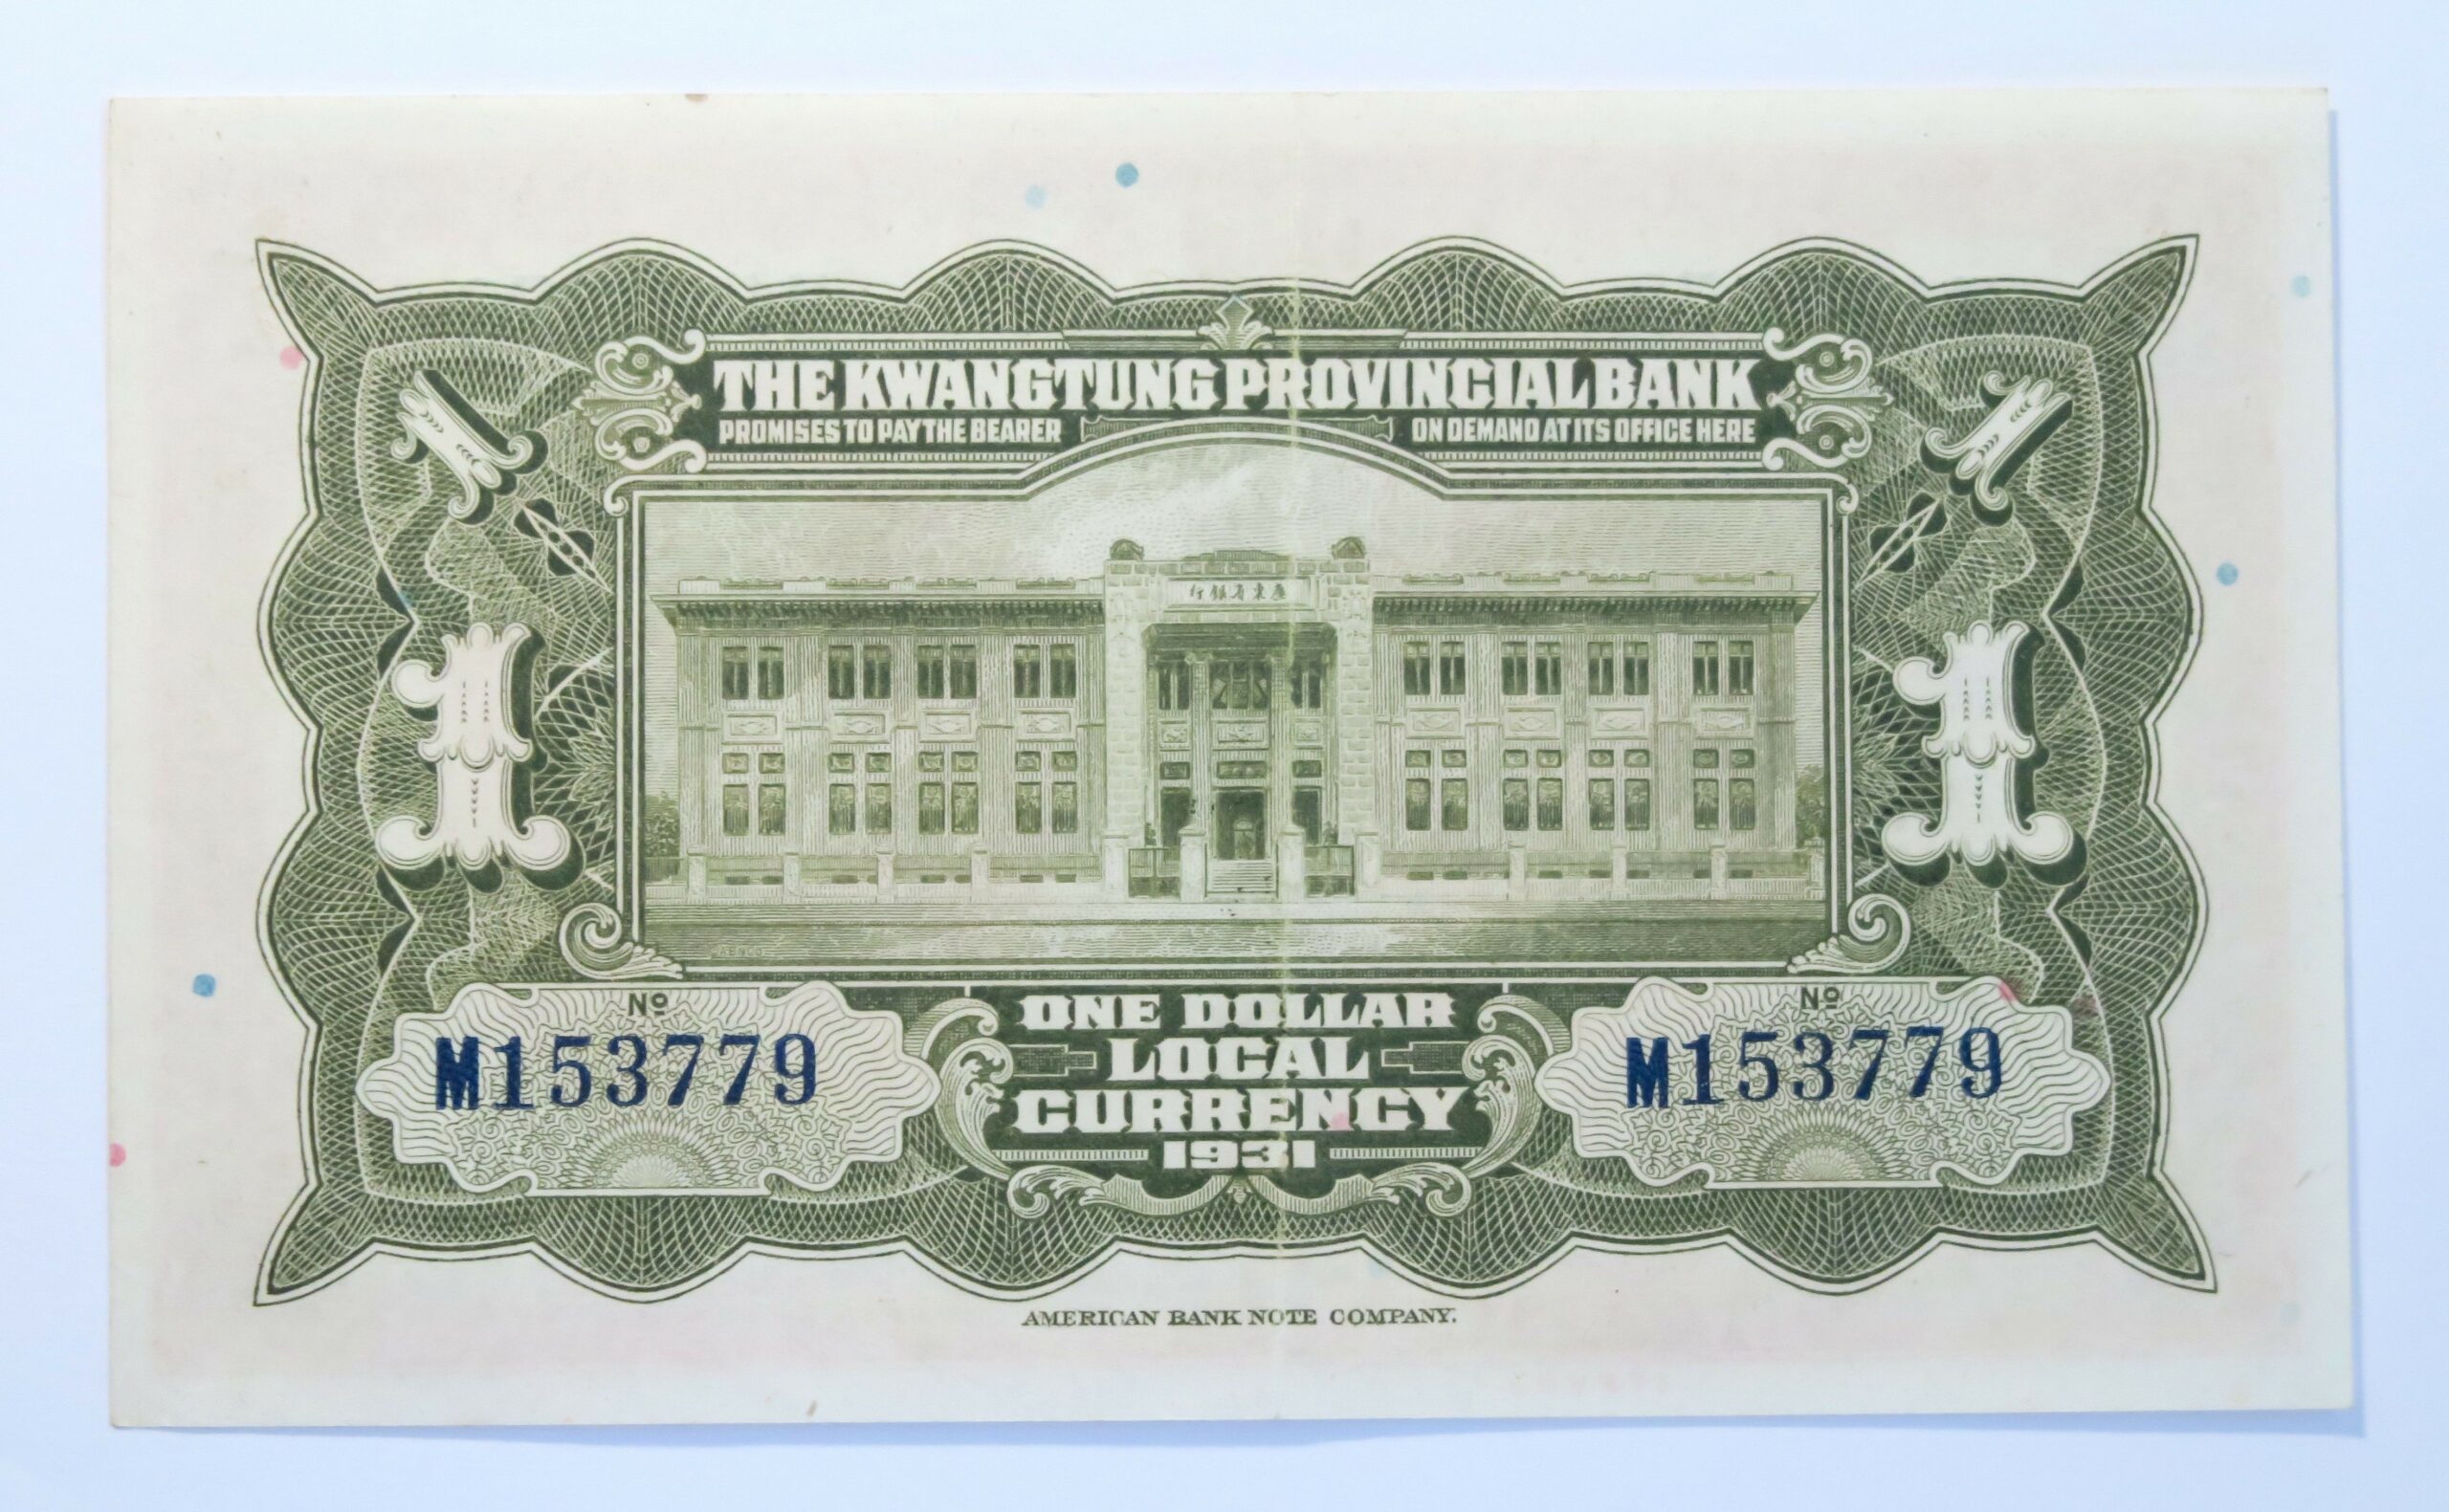 1
1
THE KWANGTUNG PROVINCIAL BANK
PROMISES TO PAY THE BEARER ON DEMAND AT ITS OFFICE HERE
行銀省東廣
1
1
Nº
M153779
ONE DOLLAR
LOCAL
CURRENCY
1931
Nº
M153779
AMERICAN BANK NOTE COMPANY.